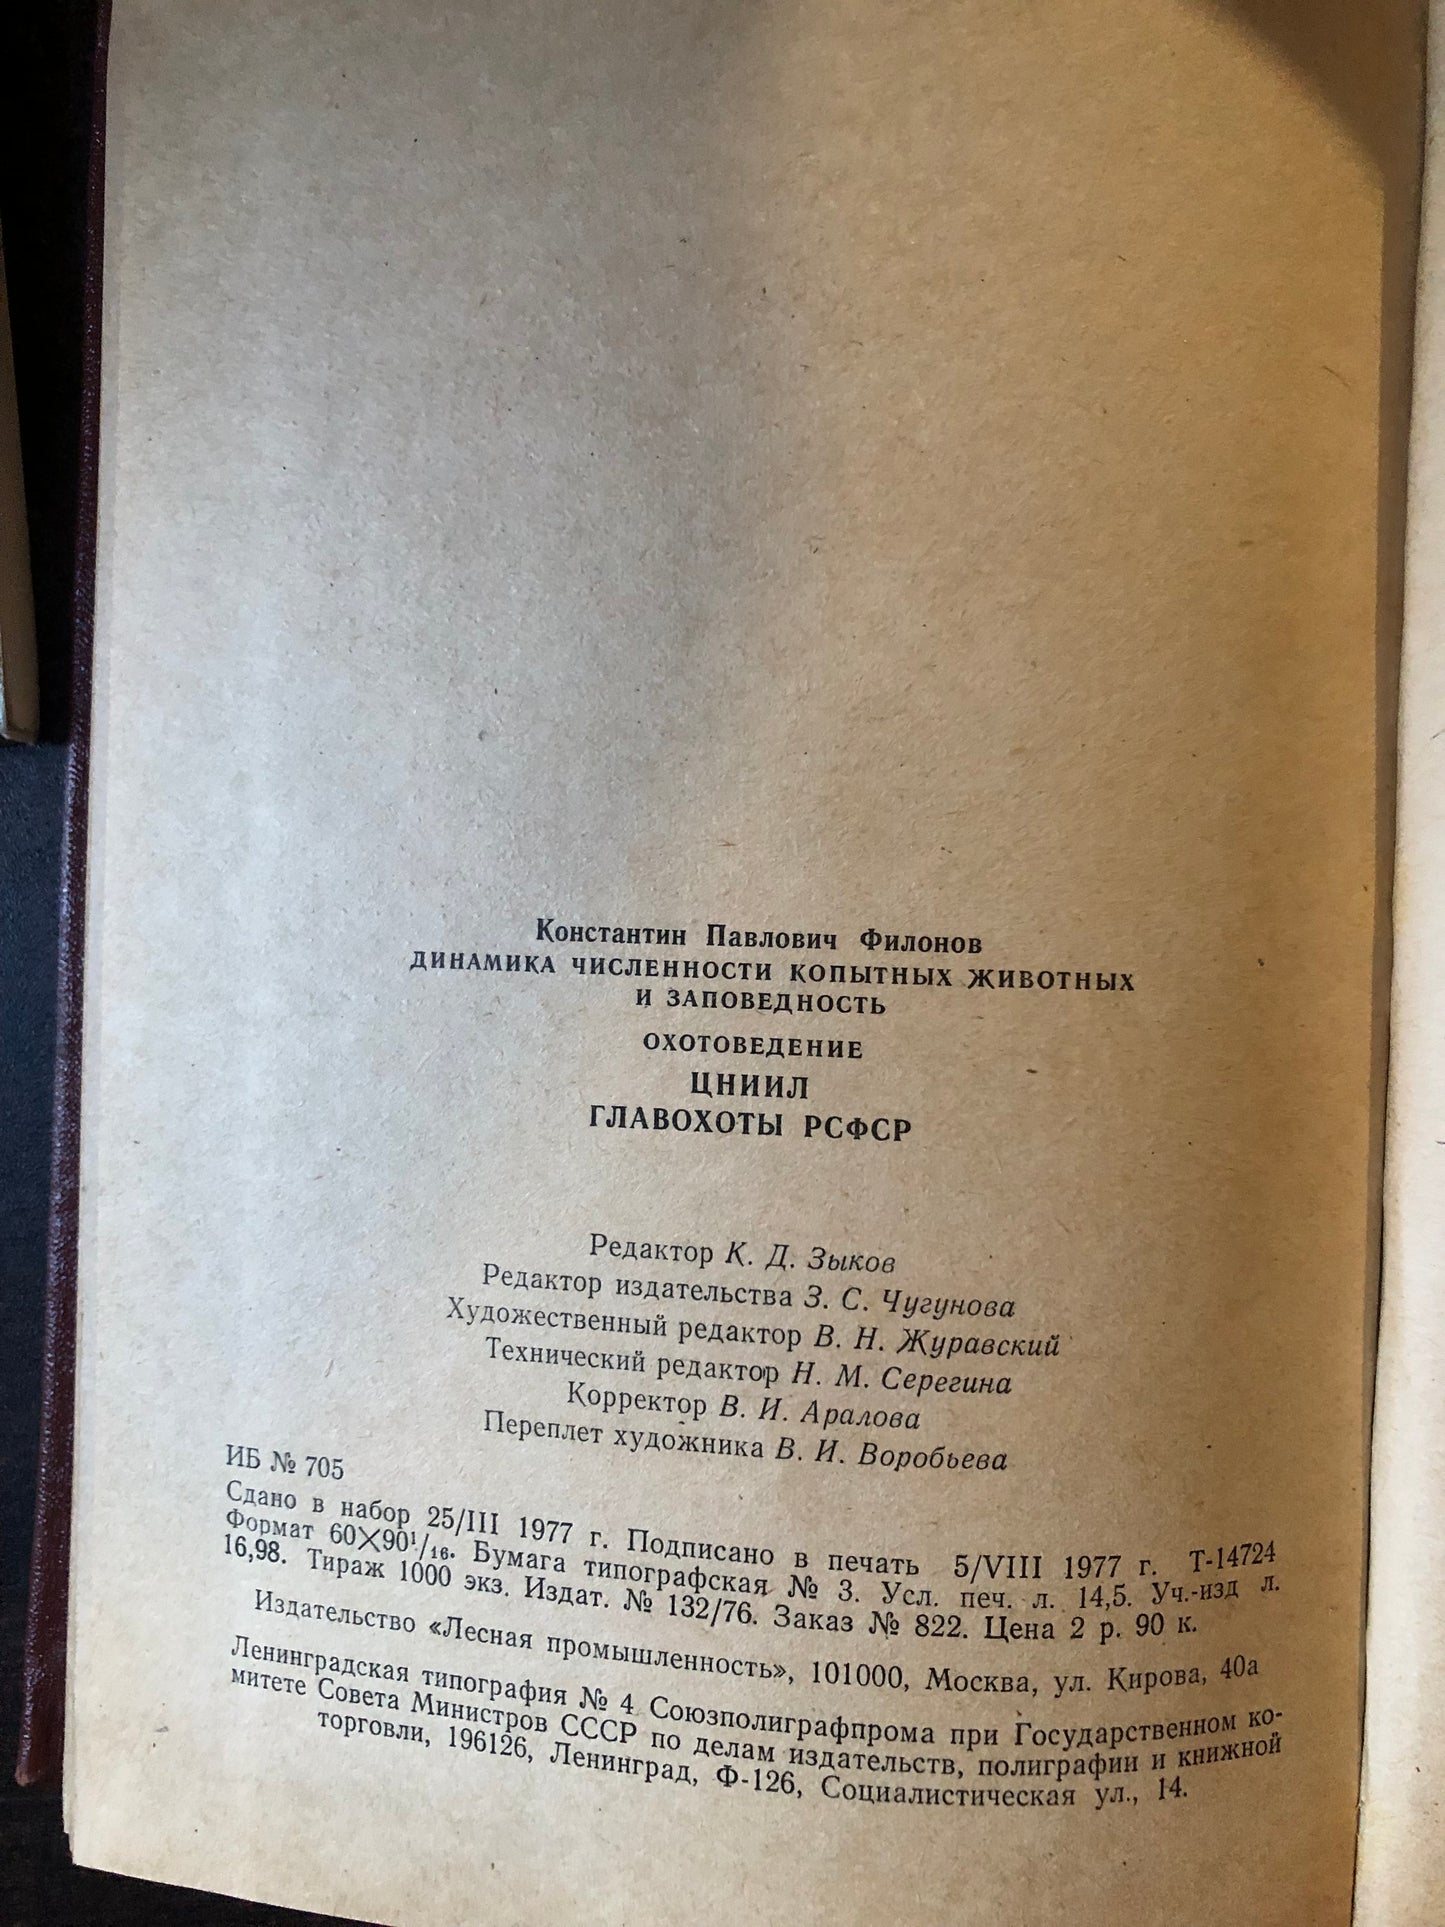 Константин Павлович Филонов
ДИНАМИКА ЧИСЛЕННОСТИ КОПЫТНЫХ ЖИВОТНЫХ
И ЗАПОВЕДНОСТЬ
ОХОТОВЕДЕНИЕ
ЦНИИЛ
ГЛАВОХОТЫ РСФСР
Редактор К. Д. Зыков
Редактор издательства З. С. Чугунова
Художественный редактор В. Н. Журавский
Технический редактор Н. М. Серегина
Корректор В. И. Аралова
Переплет художника В. И. Воробьева
ИБ № 705
Сдано в набор 25/III 1977 г. Подписано в печать 5/VIII 1977 г. Т-14724
Формат 60×90¹/₁₆. Бумага типографская № 3. Усл. печ. л. 14,5. Уч.-изд л.
16,98. Тираж 1000 экз. Издат. № 132/76. Заказ № 822. Цена 2 р. 90 к.
Издательство «Лесная промышленность», 101000, Москва, ул. Кирова, 40а
Ленинградская типография № 4 Союзполиграфпрома при Государственном ко-
митете Совета Министров СССР по делам издательств, полиграфии и книжной
торговли, 196126, Ленинград, Ф-126, Социалистическая ул., 14.